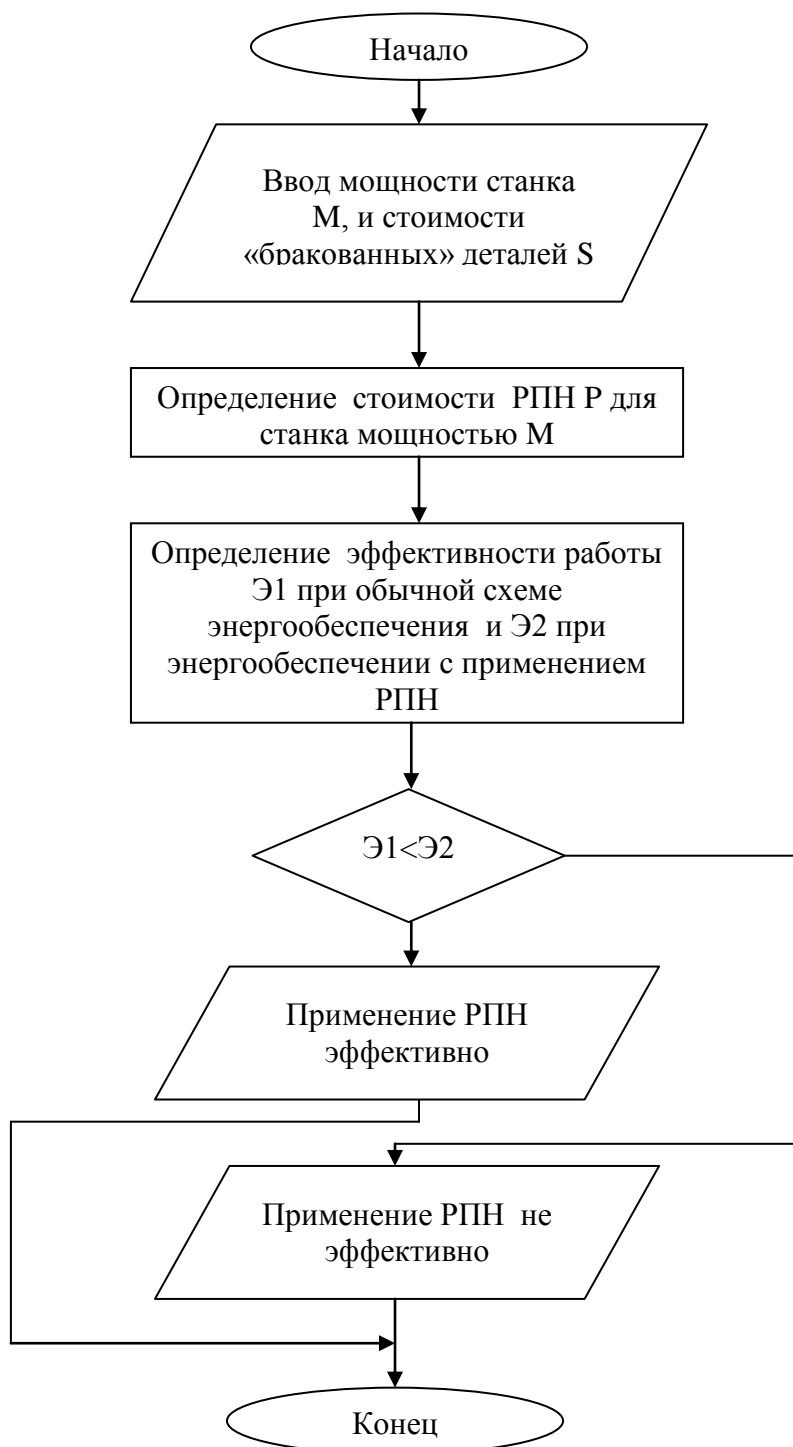 Начало
Ввод мощности станка
М, и стоимости
«бракованных» деталей S
Определение стоимости РПН Р для
станка мощностью М
Определение эффективности работы
Э1 при обычной схеме
энергообеспечения и Э2 при
энергообеспечении с применением
РПН
Э1<Э2
Применение РПН
эффективно
Применение РПН не
эффективно
Конец